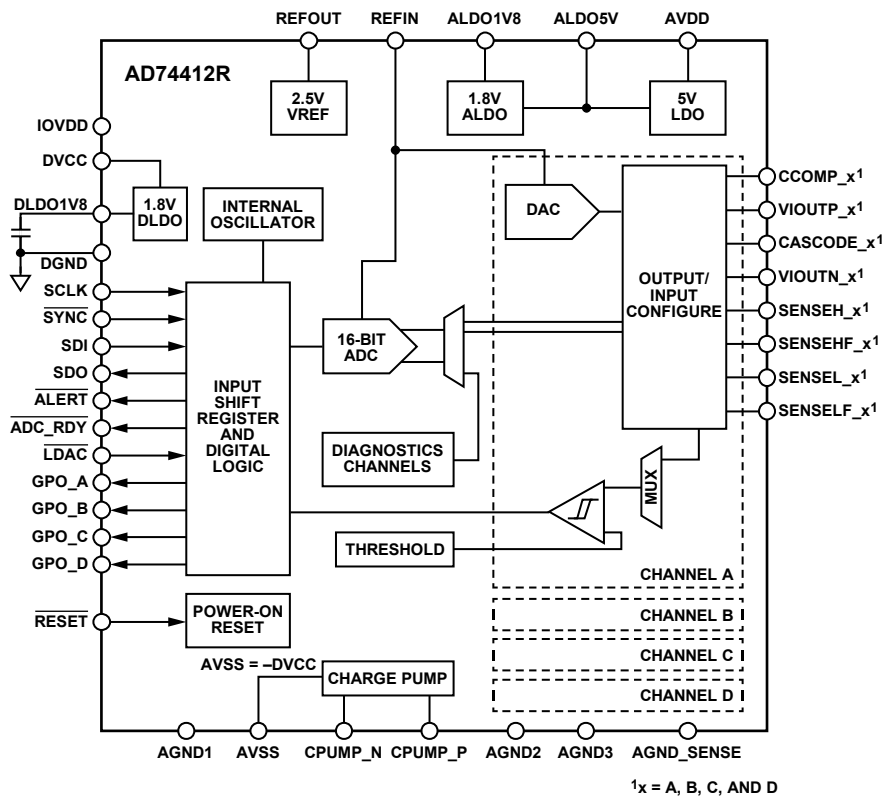 REFOUT REFIN ALDO1V8 ALDO5V AVDD
AD74412R
2.5V
VREF
1.8V
ALDO
5V
LDO
IOVDD
DVCC
DLDO1V8
DGND
SCLK
SYNC
SDI
SDO
ALERT
ADC_RDY
LDAC
GPO_A
GPO_B
GPO_C
GPO_D
RESET
1.8V
DLDO
INTERNAL
OSCILLATOR
INPUT
SHIFT
REGISTER
AND
DIGITAL
LOGIC
POWER-ON
RESET
16-BIT
ADC
DIAGNOSTICS
CHANNELS
THRESHOLD
DAC
OUTPUT/
INPUT
CONFIGURE
MUX
CHANNEL A
CHANNEL B
CHANNEL C
CHANNEL D
CCOMP_x¹
VIOUTP_x¹
CASCODE_x¹
VIOUTN_x¹
SENSEH_x¹
SENSEHF_x¹
SENSEL_x¹
SENSELF_x¹
AVSS = –DVCC
CHARGE PUMP
AGND1 AVSS CPUMP_N CPUMP_P AGND2 AGND3 AGND_SENSE
¹x = A, B, C, AND D